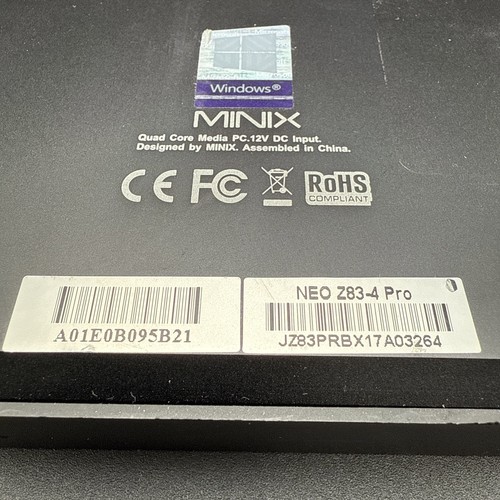 Windows®
MINIX
Quad Core Media PC.12V DC Input.
Designed by MINIX. Assembled in China.
CE FC RoHS
COMPLIANT
NEO Z83-4 Pro
A01E0B095B21
JZ83PRBX17A03264